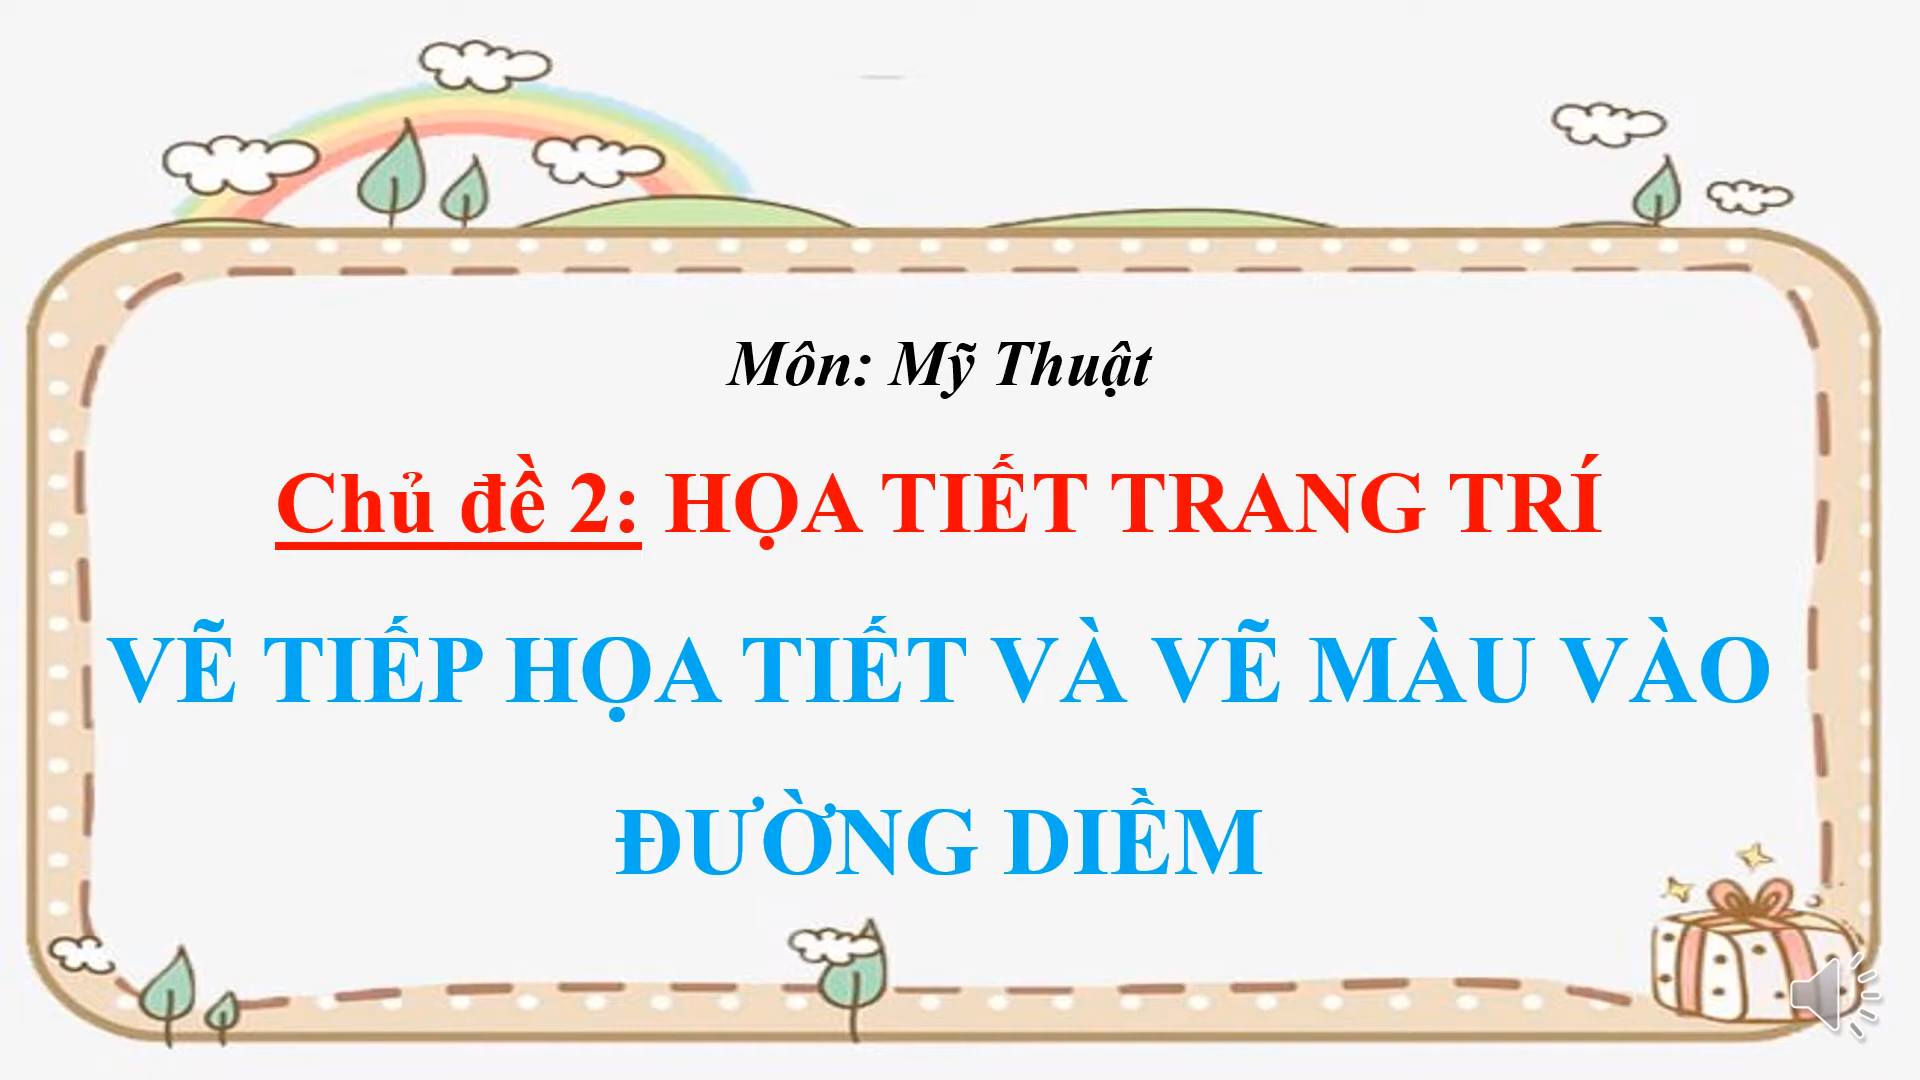 Môn: Mỹ Thuật
Chủ đề 2: HỌA TIẾT TRANG TRÍ
VẼ TIẾP HỌA TIẾT VÀ VẼ MÀU VÀO
ĐƯỜNG DIỀM